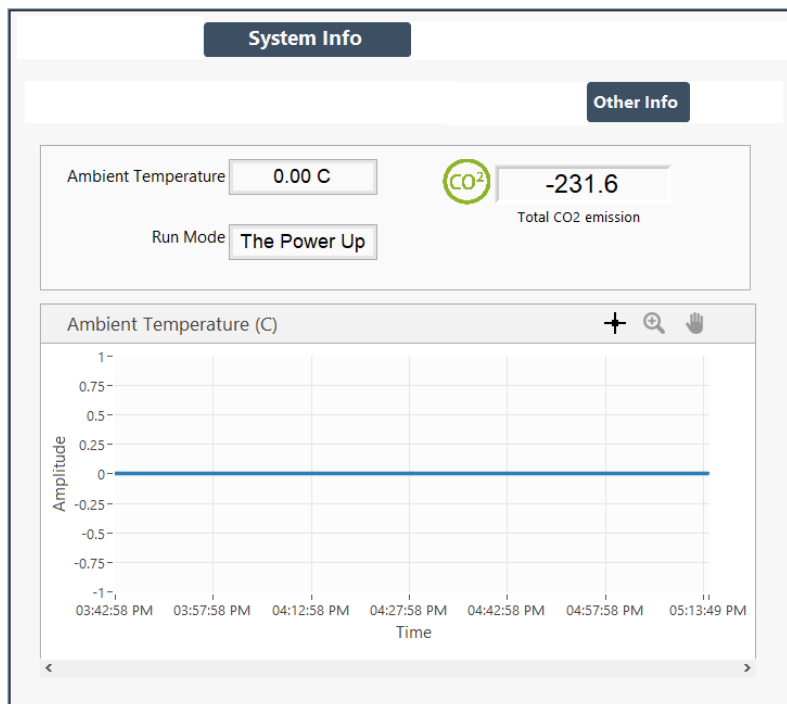 System Info
Other Info
Ambient Temperature 0.00 C
CO² -231.6
Total CO2 emission
Run Mode The Power Up
Ambient Temperature (C)
1
0.75
0.5
0.25
0
-0.25
-0.5
-0.75
-1
Amplitude
03:42:58 PM 03:57:58 PM 04:12:58 PM 04:27:58 PM 04:42:58 PM 04:57:58 PM 05:13:49 PM
Time